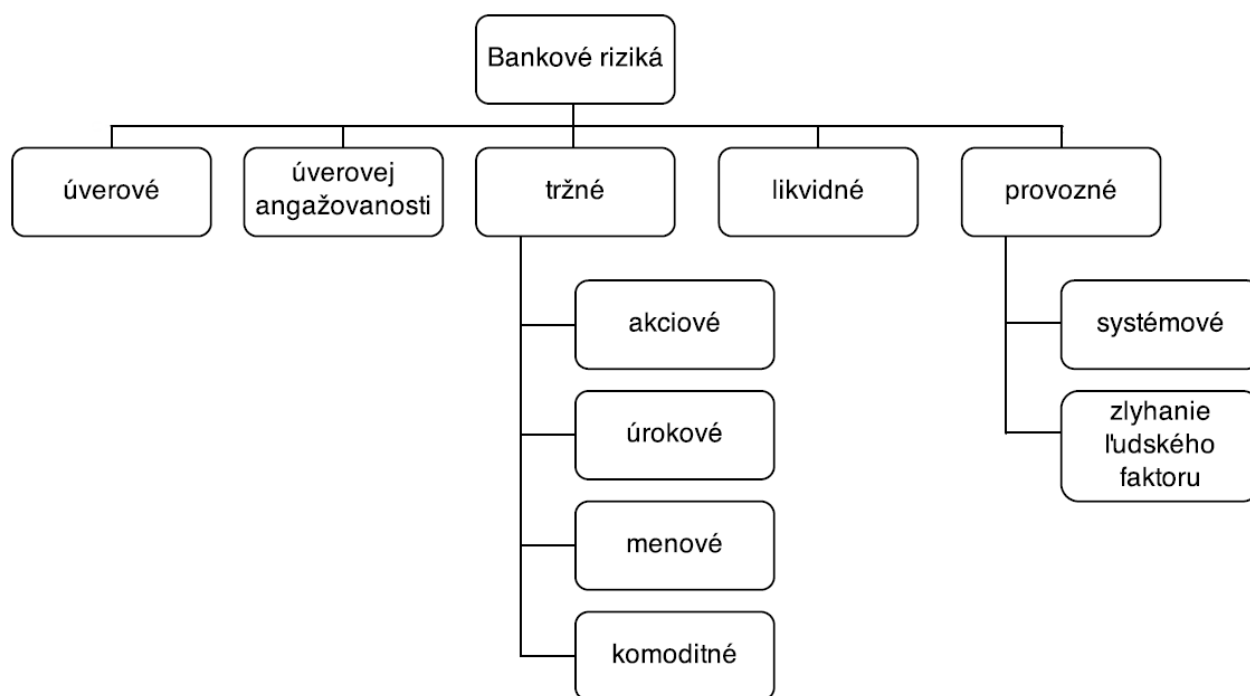 Bankové riziká
úverové
úverovej
angažovanosti
tržné
likvidné
provozné
akciové
úrokové
menové
komoditné
systémové
zlyhanie
ľudského
faktoru